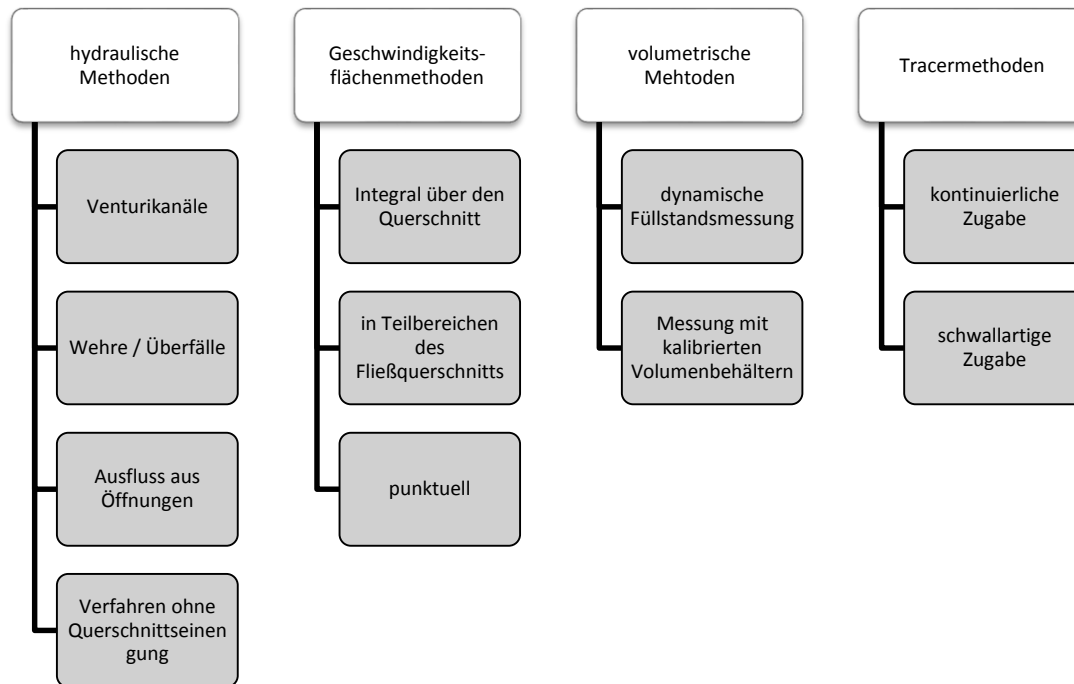 hydraulische
Methoden
Venturikanäle
Wehre / Überfälle
Ausfluss aus
Öffnungen
Verfahren ohne
Querschnittseinen
gung
Geschwindigkeits-
flächenmethoden
Integral über den
Querschnitt
in Teilbereichen
des
Fließquerschnitts
punktuell
volumetrische
Mehtoden
dynamische
Füllstandsmessung
Messung mit
kalibrierten
Volumenbehältern
Tracermethoden
kontinuierliche
Zugabe
schwallartige
Zugabe